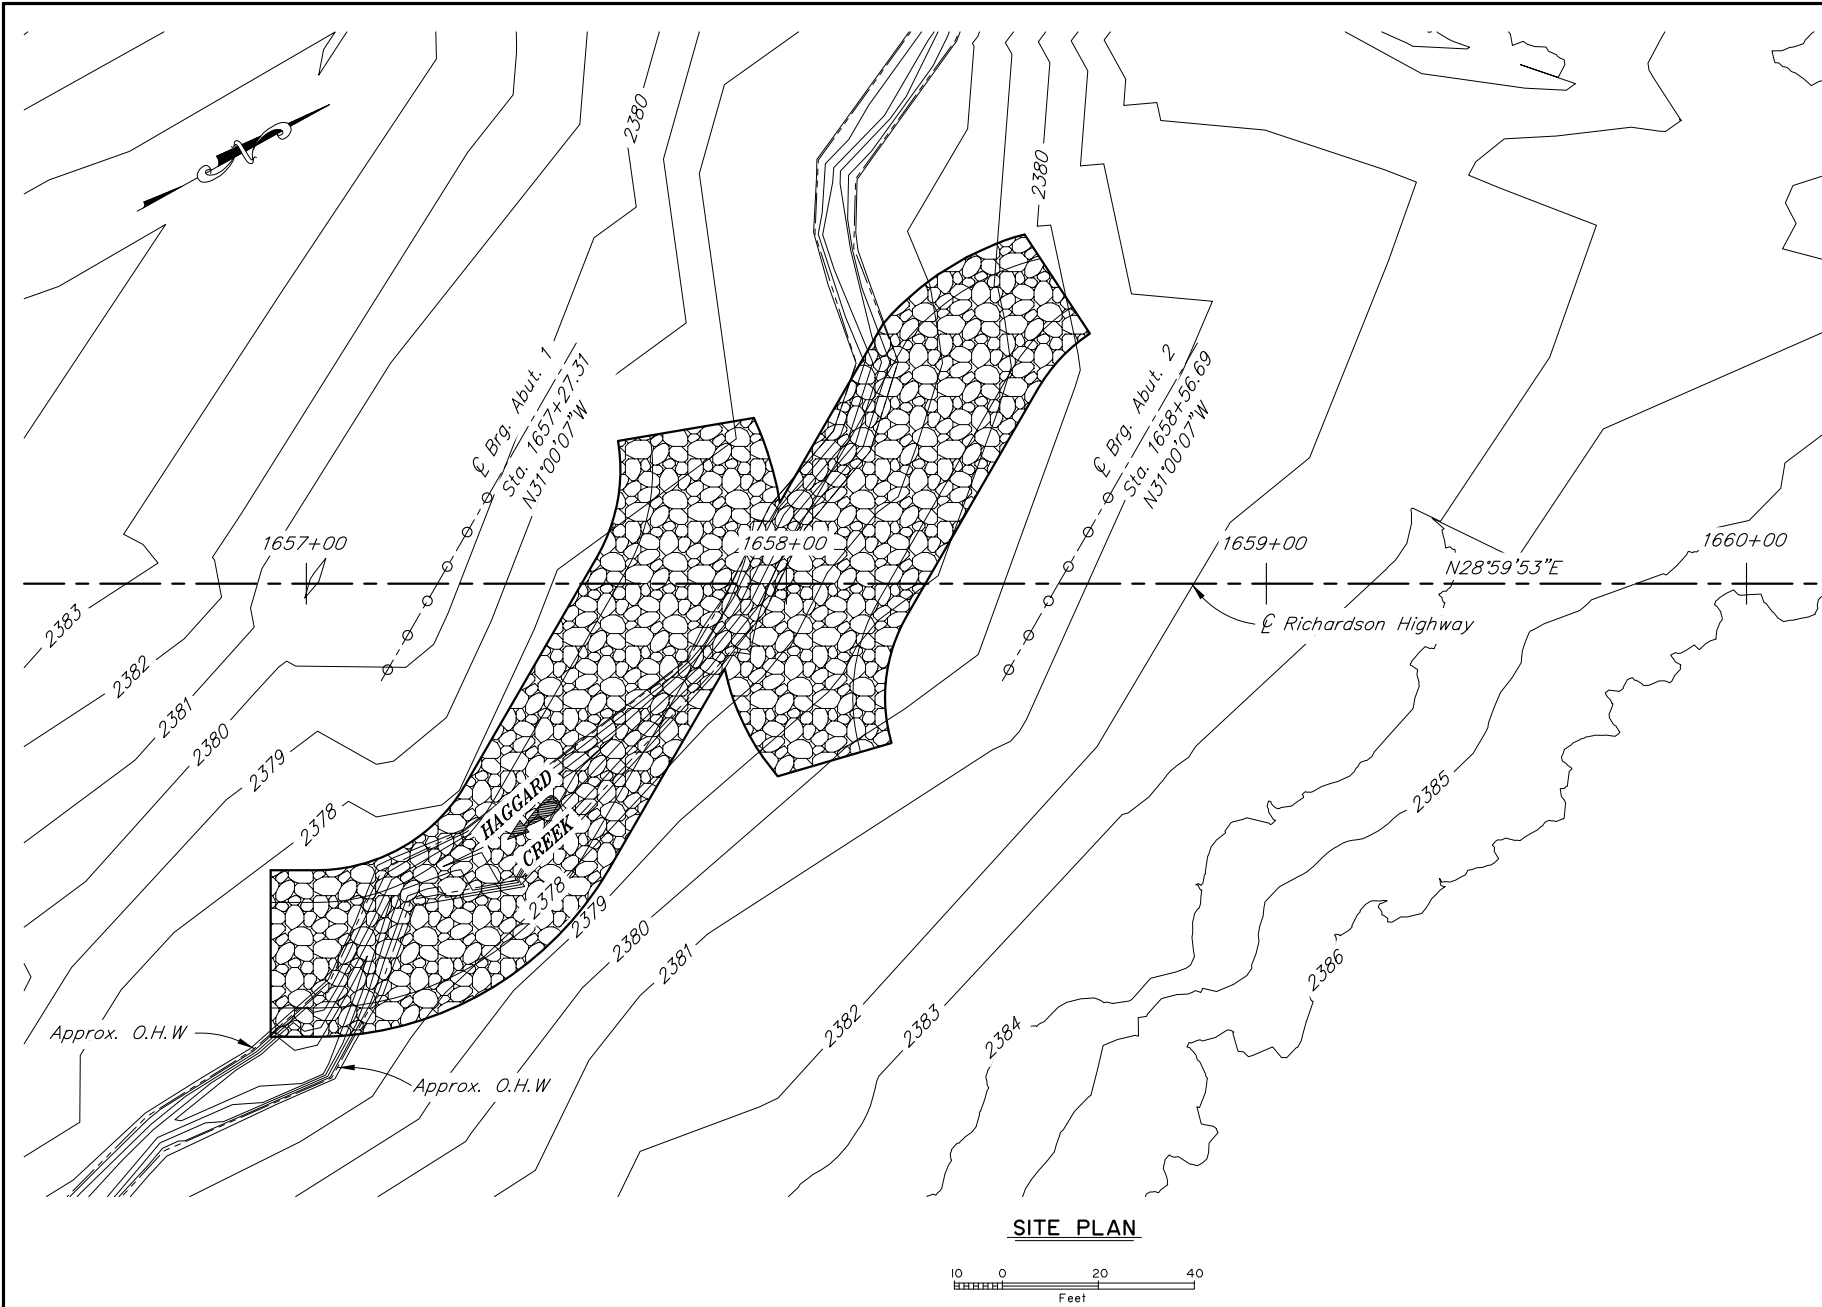 N
2380
2380
℄ Brg. Abut. 1
Sta. 1657+27.31
N31°00'07"W
℄ Brg. Abut. 2
Sta. 1658+56.69
N31°00'07"W
1657+00
1658+00
1659+00
1660+00
N28°59'53"E
℄ Richardson Highway
2383
2382
2381
2380
2379
2378
HAGGARD
CREEK
2378
2379
2380
2381
2382
2383
2384
2385
2386
Approx. O.H.W
Approx. O.H.W
SITE PLAN
10 0 20 40
Feet